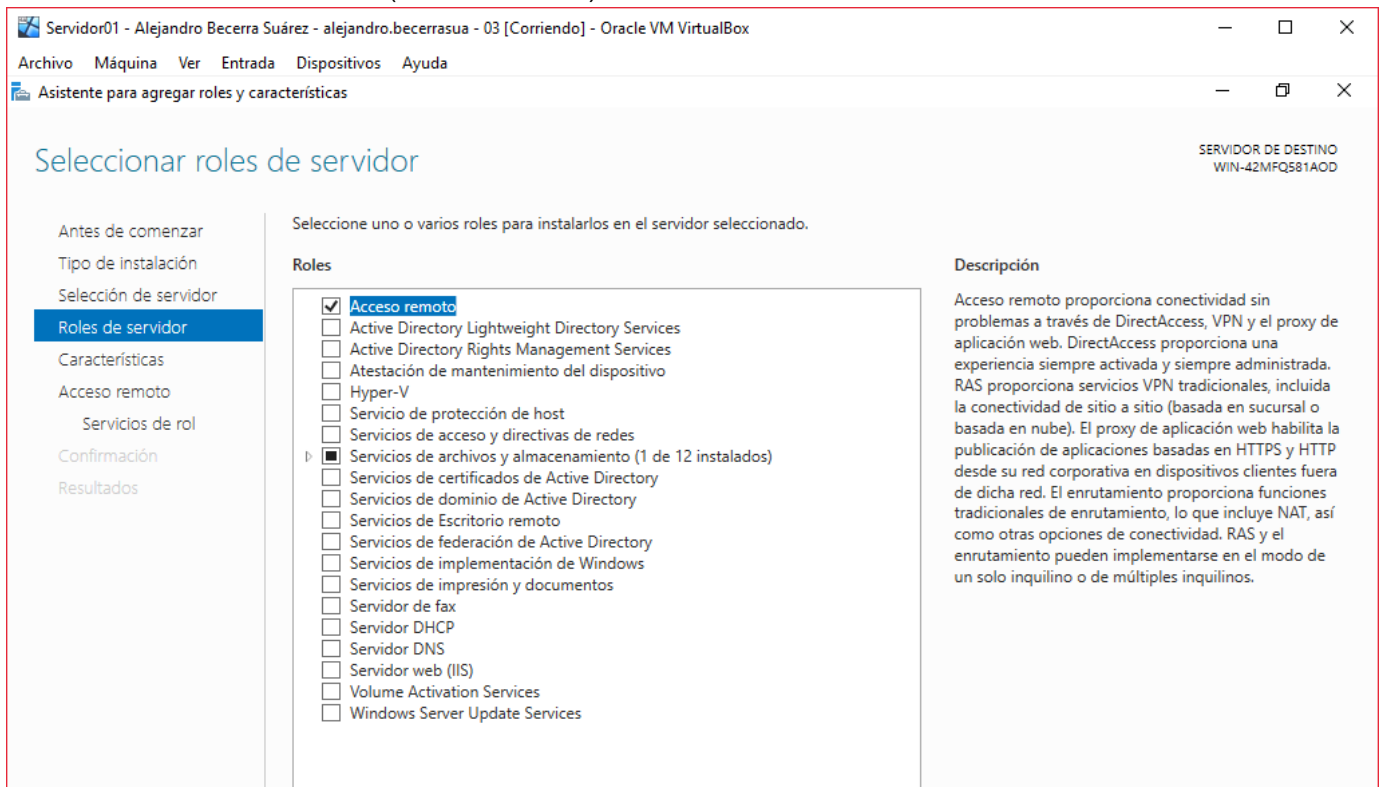 Servidor01 - Alejandro Becerra Suárez - alejandro.becerrasua - 03 [Corriendo] - Oracle VM VirtualBox
Archivo Máquina Ver Entrada Dispositivos Ayuda
Asistente para agregar roles y características
Seleccionar roles de servidor
SERVIDOR DE DESTINO
WIN-42MFQ581AOD
Antes de comenzar
Tipo de instalación
Selección de servidor
Roles de servidor
Características
Acceso remoto
Servicios de rol
Confirmación
Resultados
Seleccione uno o varios roles para instalarlos en el servidor seleccionado.
Roles
Acceso remoto
Active Directory Lightweight Directory Services
Active Directory Rights Management Services
Atestación de mantenimiento del dispositivo
Hyper-V
Servicio de protección de host
Servicios de acceso y directivas de redes
Servicios de archivos y almacenamiento (1 de 12 instalados)
Servicios de certificados de Active Directory
Servicios de dominio de Active Directory
Servicios de Escritorio remoto
Servicios de federación de Active Directory
Servicios de implementación de Windows
Servicios de impresión y documentos
Servidor de fax
Servidor DHCP
Servidor DNS
Servidor web (IIS)
Volume Activation Services
Windows Server Update Services
Descripción
Acceso remoto proporciona conectividad sin
problemas a través de DirectAccess, VPN y el proxy de
aplicación web. DirectAccess proporciona una
experiencia siempre activada y siempre administrada.
RAS proporciona servicios VPN tradicionales, incluida
la conectividad de sitio a sitio (basada en sucursal o
basada en nube). El proxy de aplicación web habilita la
publicación de aplicaciones basadas en HTTPS y HTTP
desde su red corporativa en dispositivos clientes fuera
de dicha red. El enrutamiento proporciona funciones
tradicionales de enrutamiento, lo que incluye NAT, así
como otras opciones de conectividad. RAS y el
enrutamiento pueden implementarse en el modo de
un solo inquilino o de múltiples inquilinos.